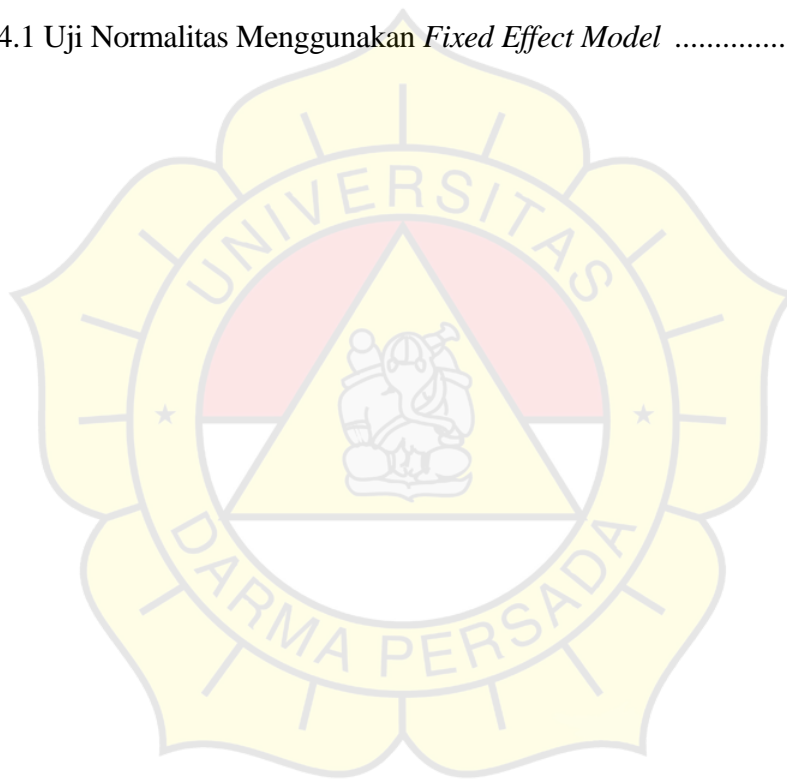 4.1 Uji Normalitas Menggunakan Fixed Effect Model ..............
UNIVERSITAS
DARMA PERSADA